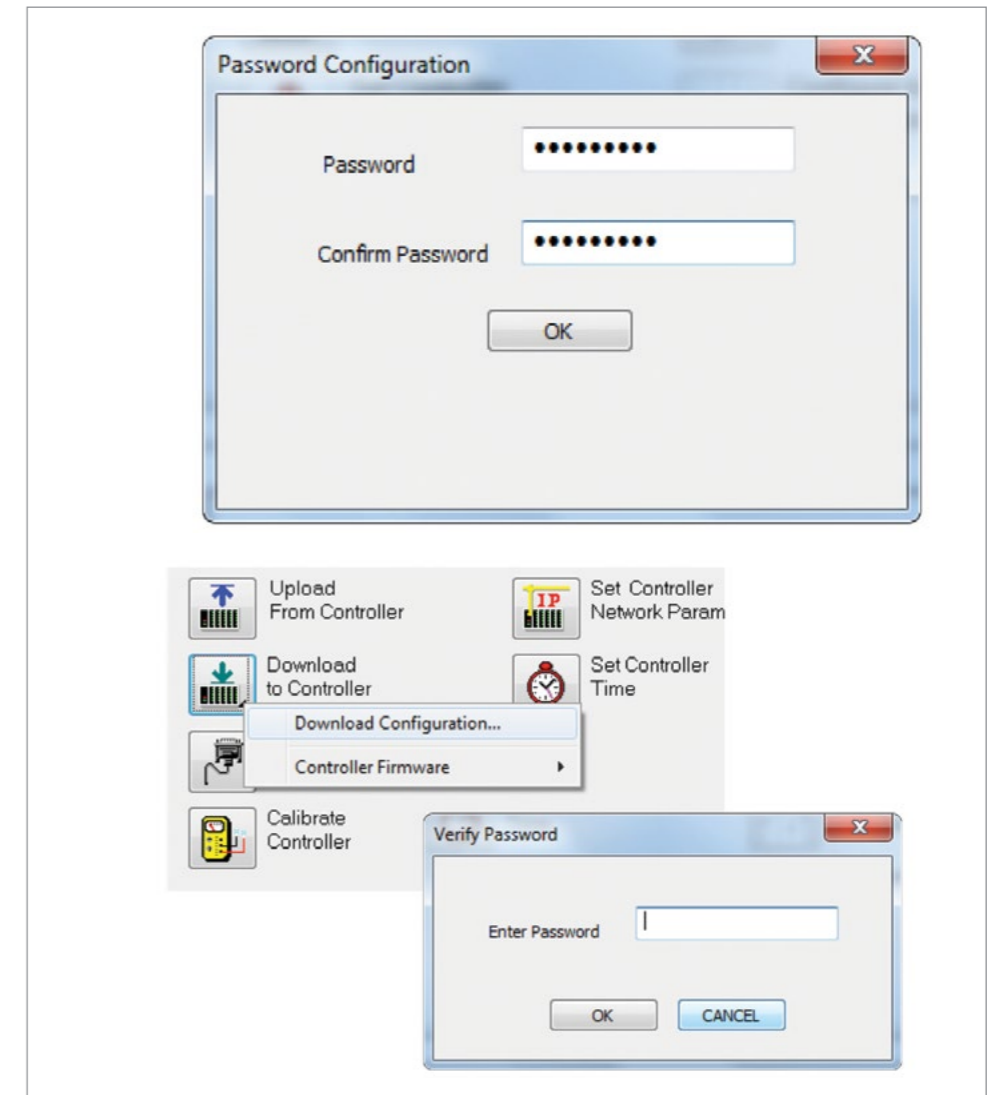 Password Configuration
Password
•••••••••
Confirm Password
•••••••••
OK
Upload
From Controller
IP
Set Controller
Network Param
Download
to Controller
Set Controller
Time
Download Configuration...
Controller Firmware
Calibrate
Controller
Verify Password
Enter Password
OK
CANCEL